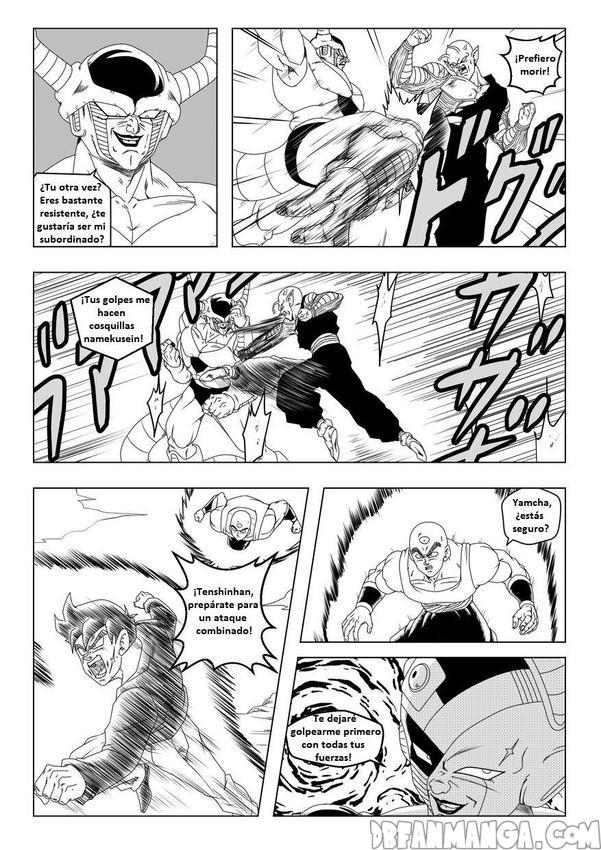 ¿Tu otra vez?
Eres bastante
resistente, ¿te
gustaría ser mi
subordinado?
¡Prefiero
morir!
ドグ
¡Tus golpes me
hacen
cosquillas
namekusein!
¡Tenshinhan,
prepárate para
un ataque
combinado!
Yamcha,
¿estás
seguro?
Te dejaré
golpearme primero
con todas tus
fuerzas!
DBFANMANGA.COM